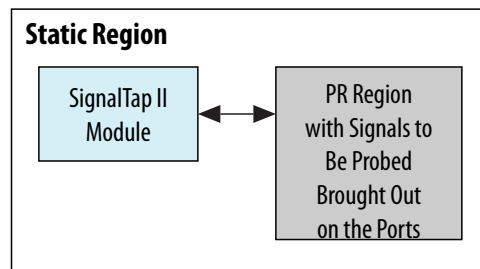 Static Region
SignalTap II
Module
PR Region
with Signals to
Be Probed
Brought Out
on the Ports